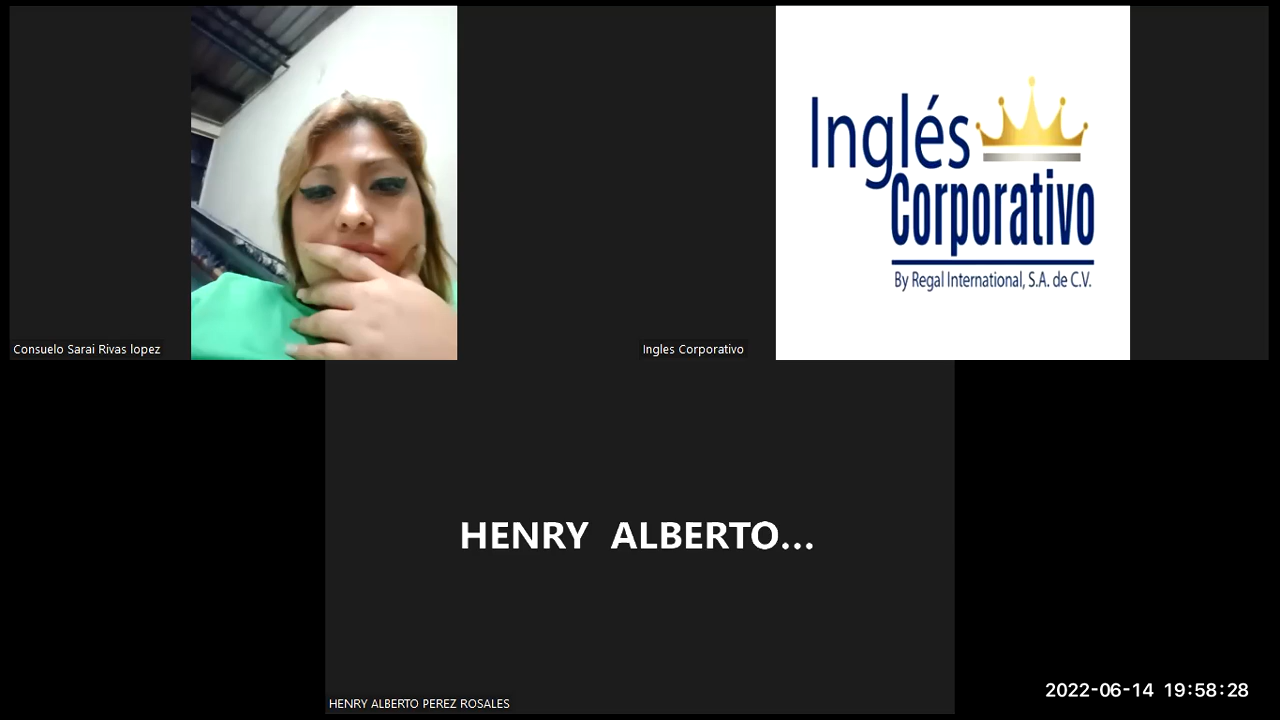 Inglés
Corporativo
By Regal International, S.A. de C.V.
Consuelo Sarai Rivas lopez
Ingles Corporativo
HENRY ALBERTO...
HENRY ALBERTO PEREZ ROSALES
2022-06-14 19:58:28